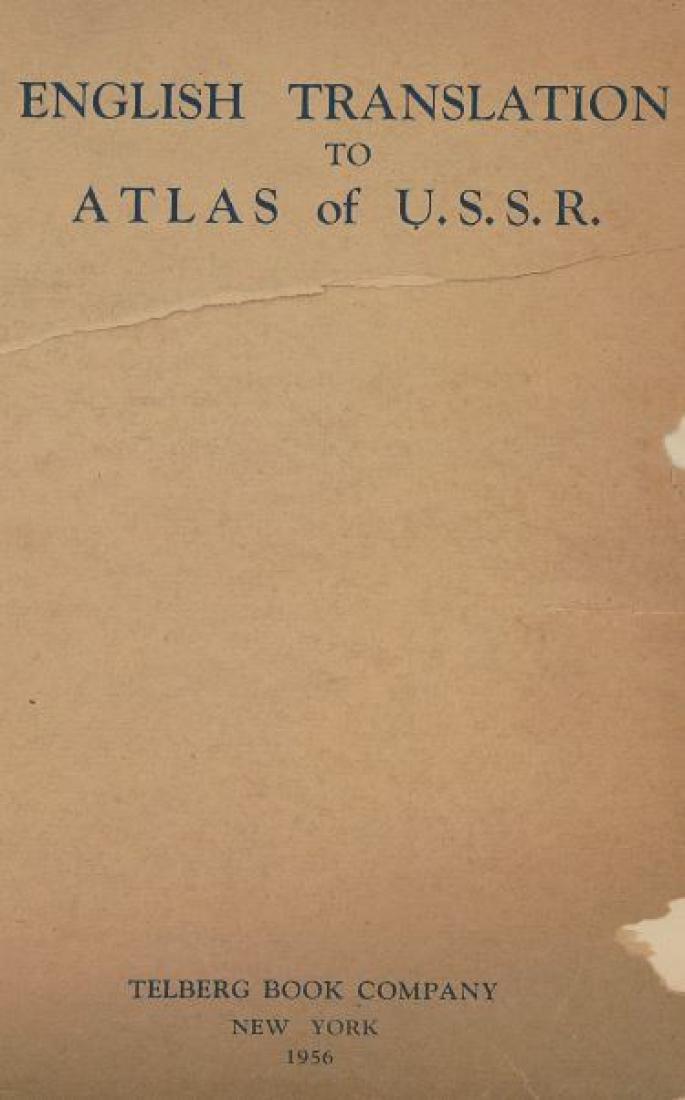 ENGLISH TRANSLATION
TO
ATLAS of U.S.S.R.
TELBERG BOOK COMPANY
NEW YORK
1956